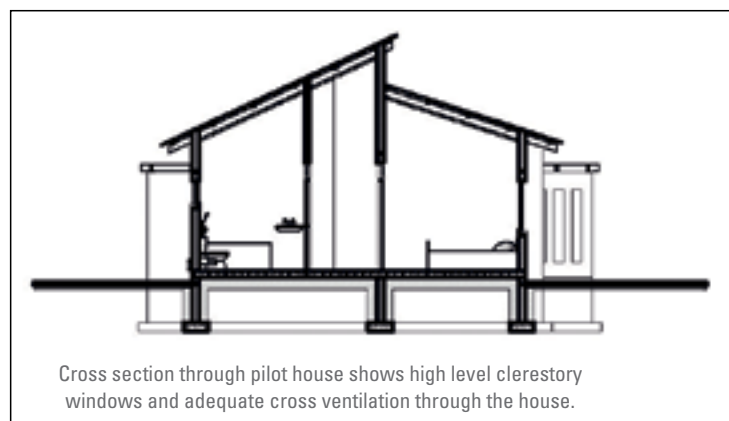 Cross section through pilot house shows high level clerestory
windows and adequate cross ventilation through the house.